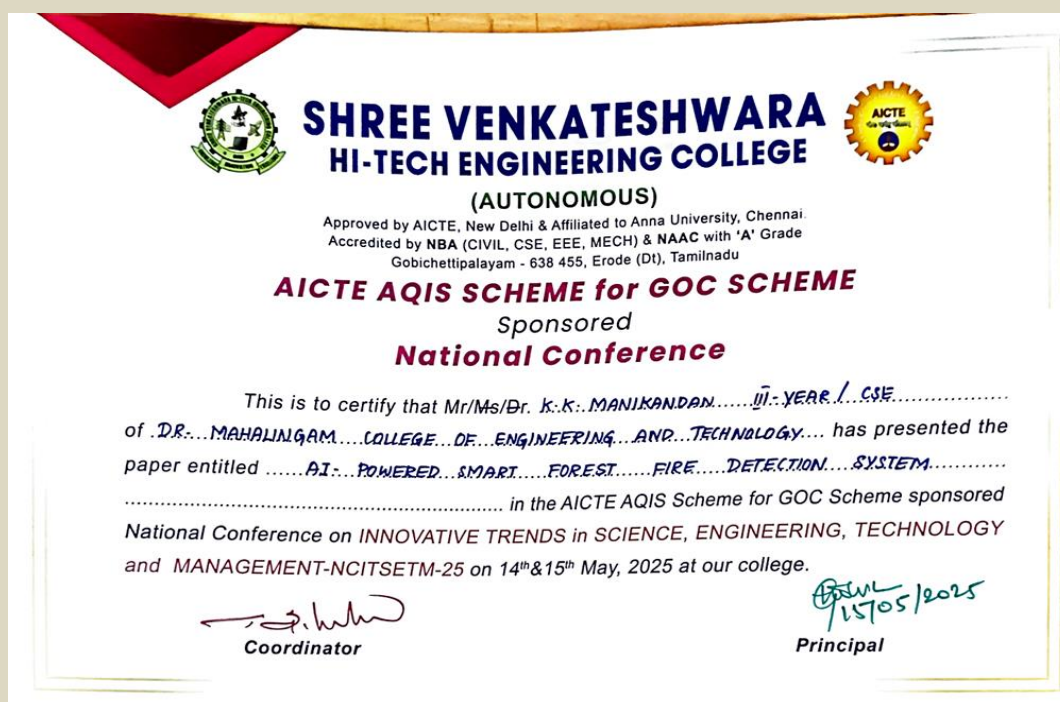 SHREE VENKATESHWARA
HI-TECH ENGINEERING COLLEGE
AICTE
(AUTONOMOUS)
Approved by AICTE, New Delhi & Affiliated to Anna University, Chennai.
Accredited by NBA (CIVIL, CSE, EEE, MECH) & NAAC with 'A' Grade
Gobichettipalayam - 638 455, Erode (Dt), Tamilnadu
AICTE AQIS SCHEME for GOC SCHEME
Sponsored
National Conference
This is to certify that Mr/Ms/Dr. K.K. MANIKANDAN III-YEAR / CSE
of DR. MAHALINGAM COLLEGE OF ENGINEERING AND TECHNOLOGY has presented the
paper entitled AI-POWERED SMART FOREST FIRE DETECTION SYSTEM
in the AICTE AQIS Scheme for GOC Scheme sponsored
National Conference on INNOVATIVE TRENDS in SCIENCE, ENGINEERING, TECHNOLOGY
and MANAGEMENT-NCITSETM-25 on 14th&15th May, 2025 at our college.
15/05/2025
Coordinator
Principal